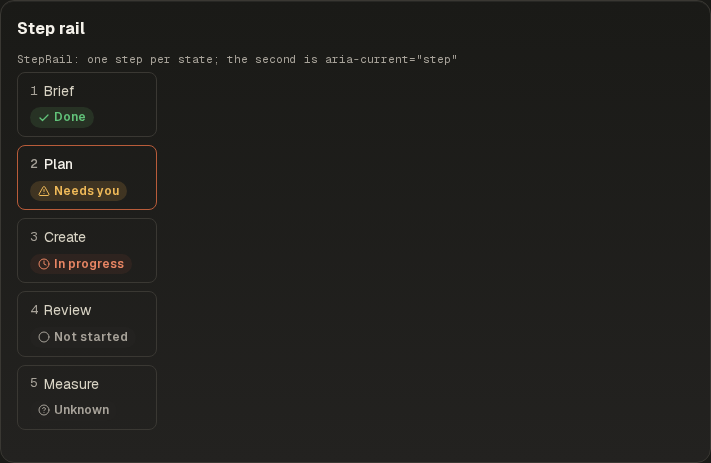 Step rail
StepRail: one step per state; the second is aria-current="step"
1 Brief
Done
2 Plan
Needs you
3 Create
In progress
4 Review
Not started
5 Measure
Unknown